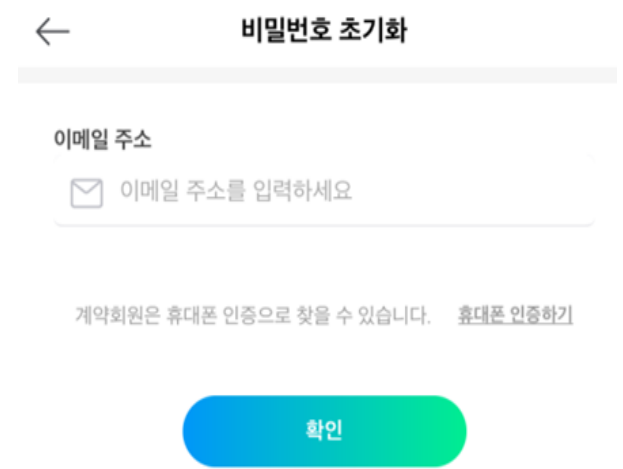 비밀번호 초기화
이메일 주소
이메일 주소를 입력하세요
계약회원은 휴대폰 인증으로 찾을 수 있습니다. 휴대폰 인증하기
확인